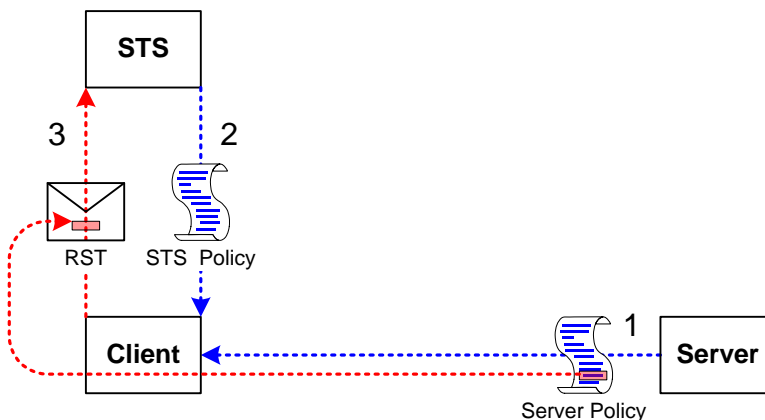 STS
3
2
RST
STS Policy
Client
1
Server
Server Policy